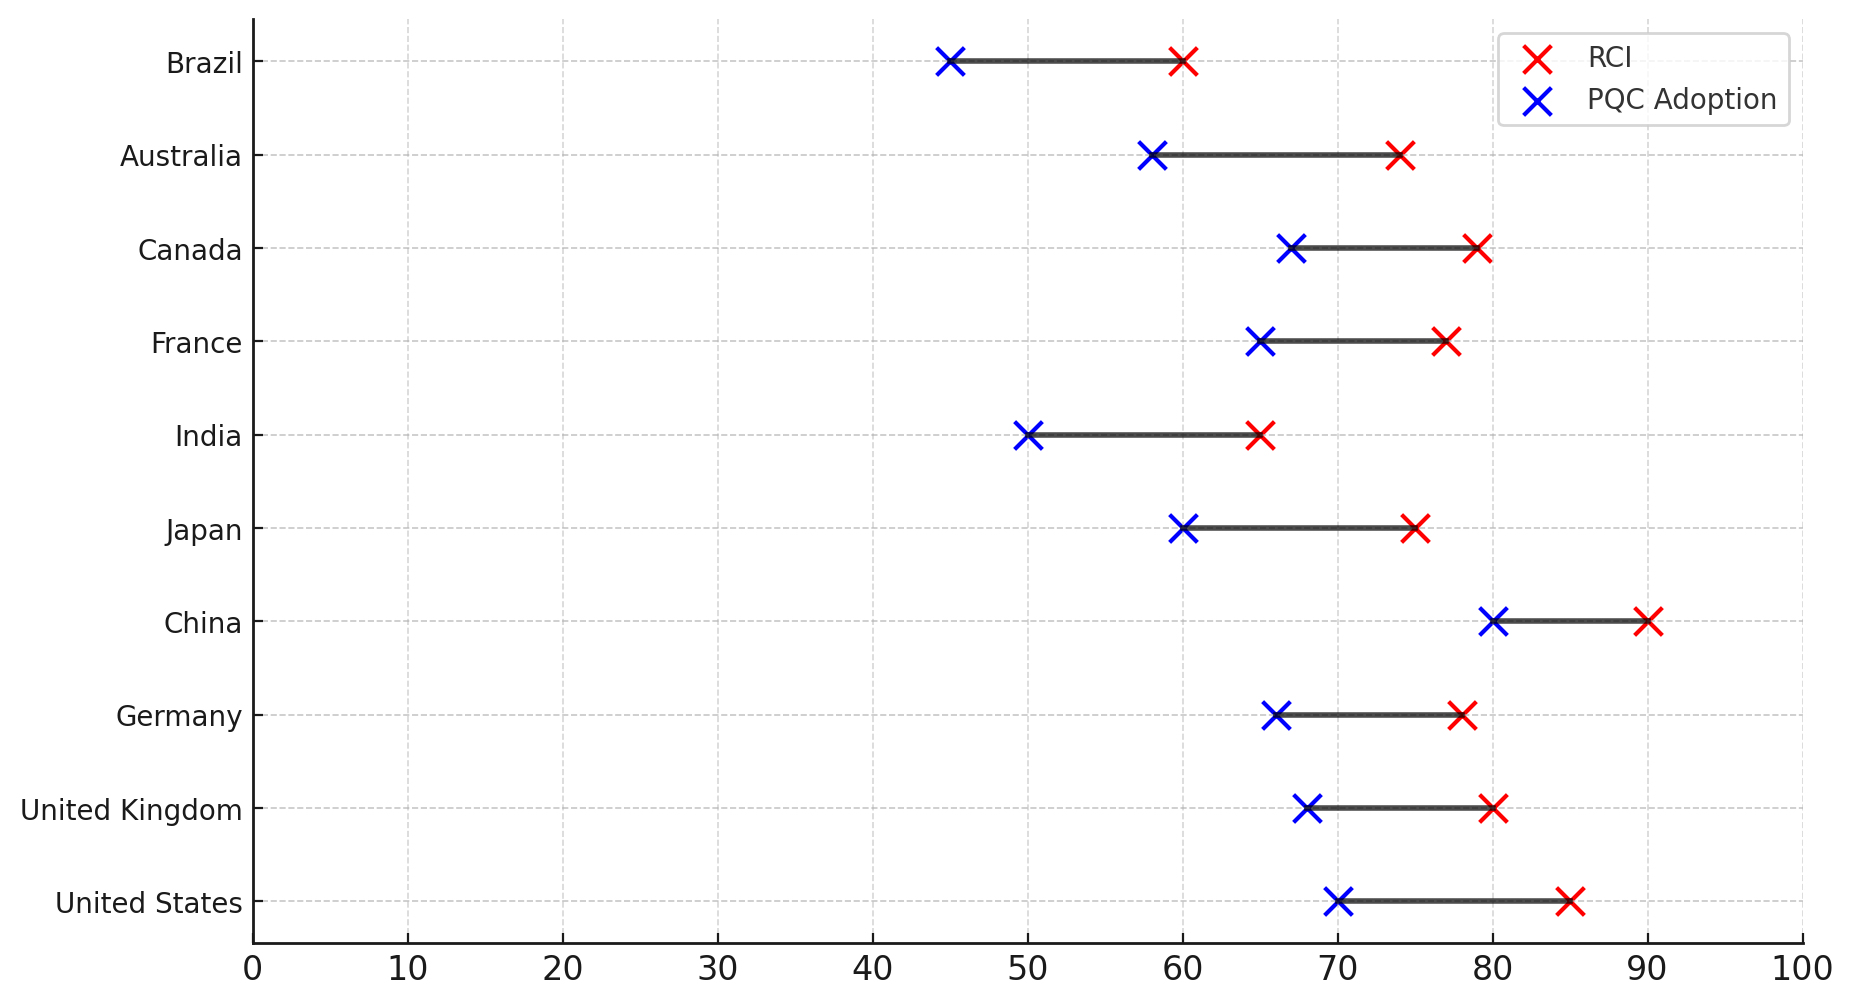 RCI
PQC Adoption
Brazil
Australia
Canada
France
India
Japan
China
Germany
United Kingdom
United States
0 10 20 30 40 50 60 70 80 90 100